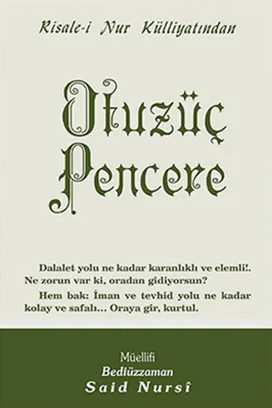 Risale-i Nur Külliyatından
Otuzüç
Pencere
Dalalet yolu ne kadar karanlıklı ve elemli!.
Ne zorun var ki, oradan gidiyorsun?
Hem bak: İman ve tevhid yolu ne kadar
kolay ve safalı... Oraya gir, kurtul.
Müellifi
Bediüzzaman
Said Nursî